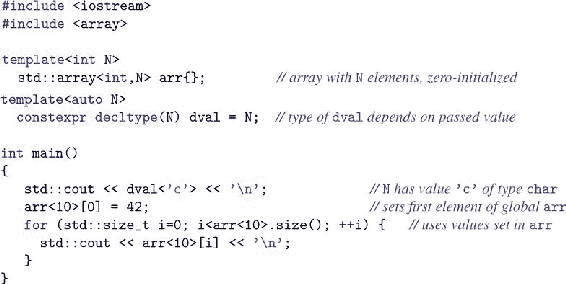 #include <iostream>
#include <array>
template<int N>
std::array<int,N> arr{}; // array with N elements, zero-initialized
template<auto N>
constexpr decltype(N) dval = N; // type of dval depends on passed value
int main()
{
std::cout << dval<'c'> << '\n'; // N has value 'c' of type char
arr<10>[0] = 42; // sets first element of global arr
for (std::size_t i=0; i<arr<10>.size(); ++i) { // uses values set in arr
std::cout << arr<10>[i] << '\n';
}
}